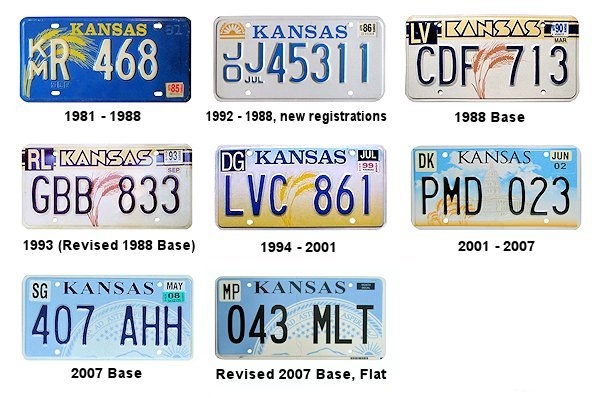 KANSAS 81
KM
R 468
85
1981 - 1988
KANSAS 86
JO J45311
JUL
1992 - 1988, new registrations
LV KANSAS 90
MAR
CDF 713
1988 Base
RL KANSAS 93
SEP
GBB 833
1993 (Revised 1988 Base)
DG KANSAS JUL
99
LVC 861
1994 - 2001
DK KANSAS JUN
02
PMD 023
2001 - 2007
SG KANSAS MAY
08
407 AHH
2007 Base
MP KANSAS
043 MLT
Revised 2007 Base, Flat